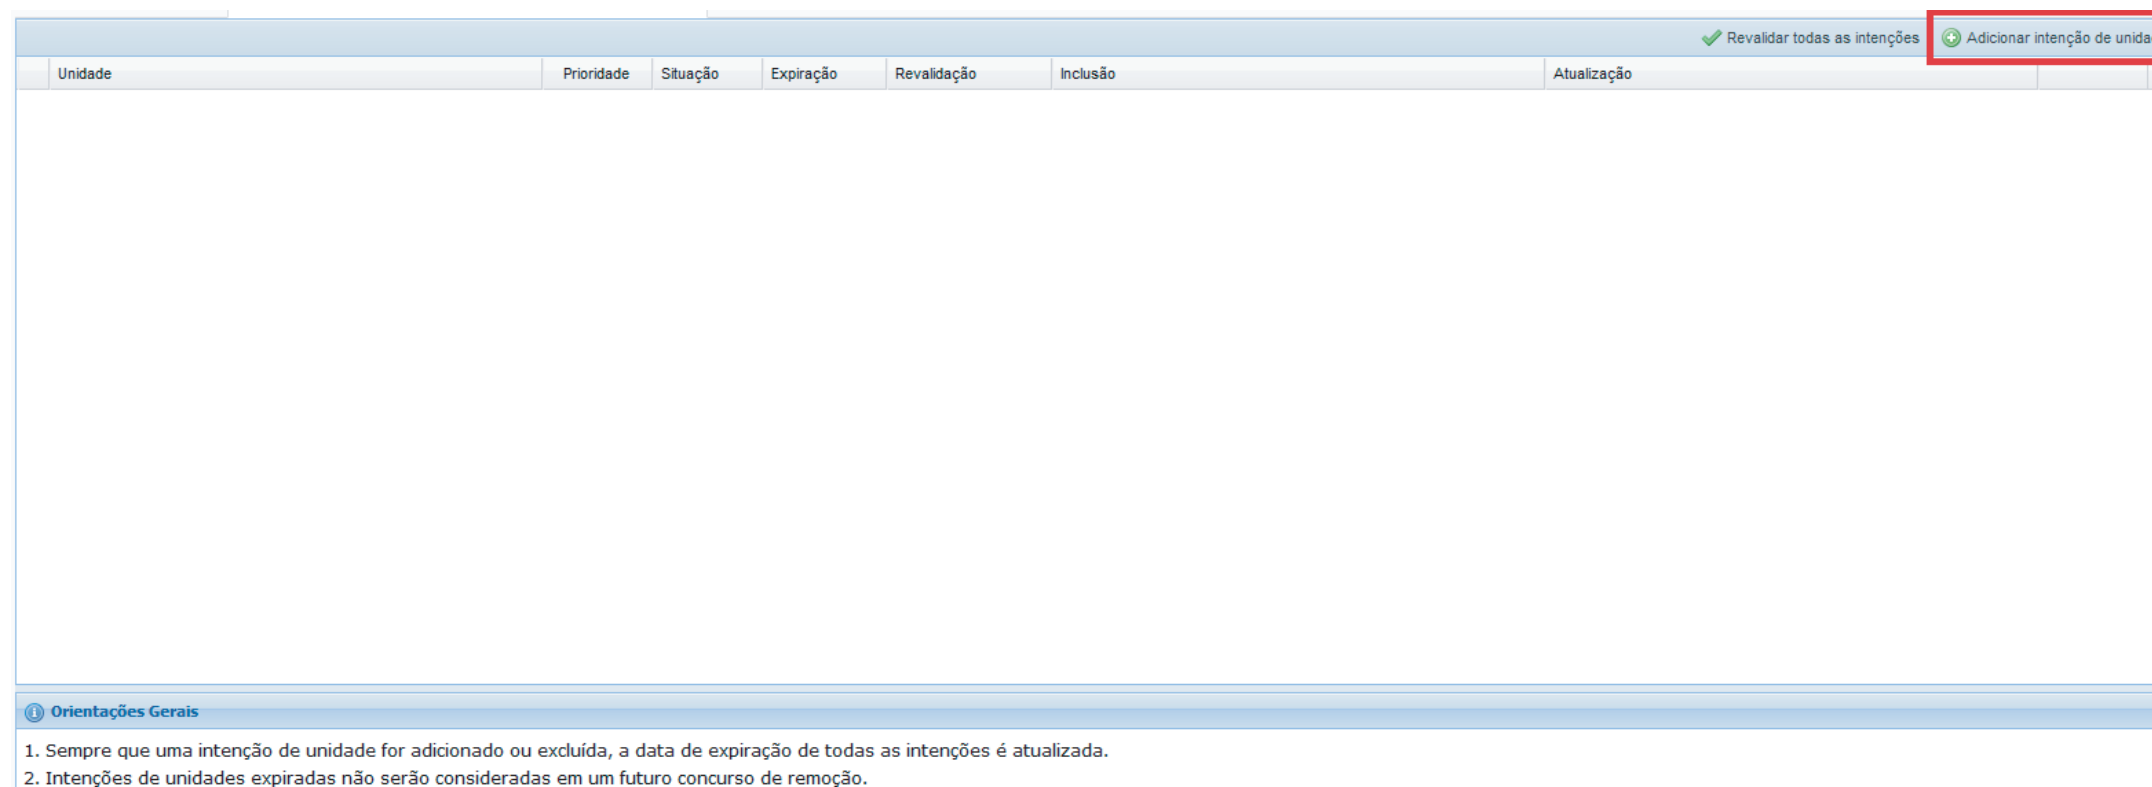 Revalidar todas as intenções Adicionar intenção de
Unidade Prioridade Situação Expiração Revalidação Inclusão Atualização
Orientações Gerais
1. Sempre que uma intenção de unidade for adicionado ou excluída, a data de expiração de todas as intenções é atualizada.
2. Intenções de unidades expiradas não serão consideradas em um futuro concurso de remoção.